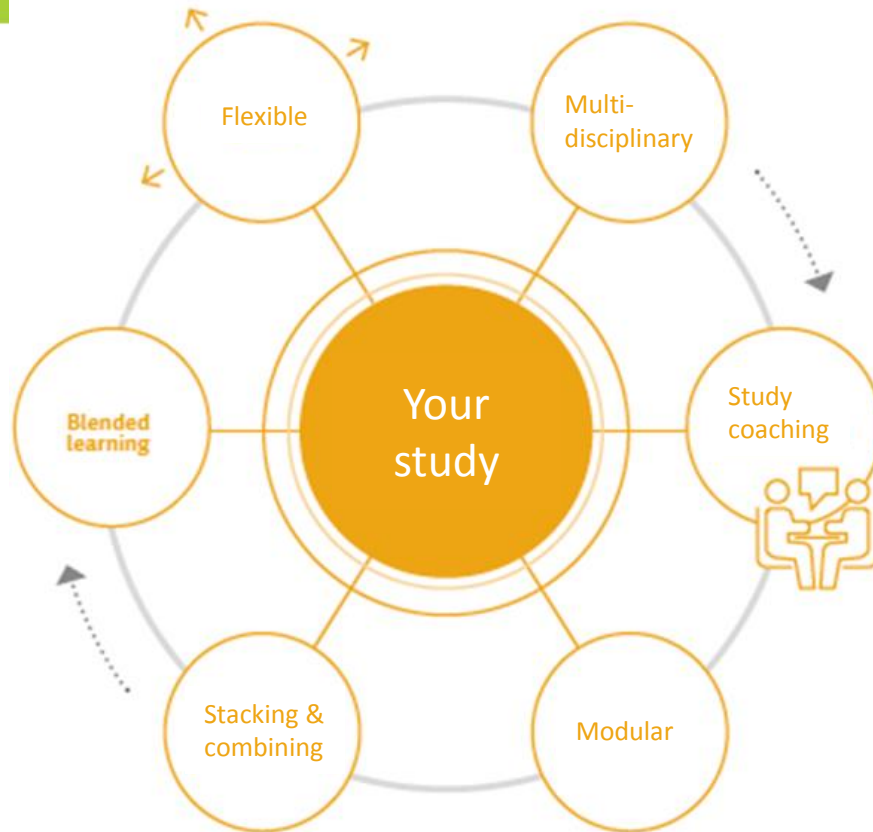 Flexible
Multi-
disciplinary
Your
study
Study
coaching
Blended
learning
Stacking &
combining
Modular